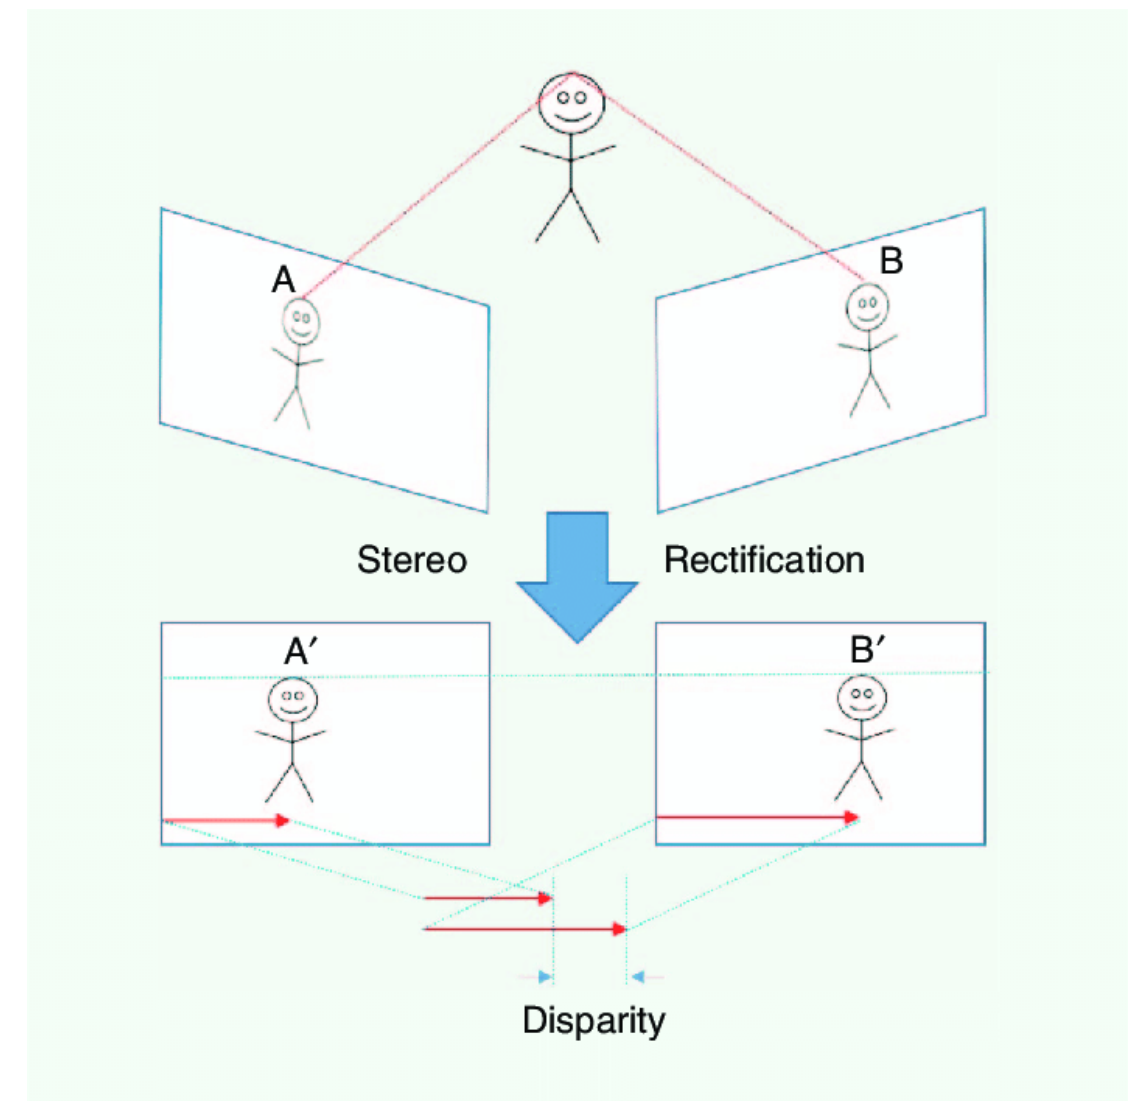 A
B
Stereo Rectification
A′
B′
Disparity